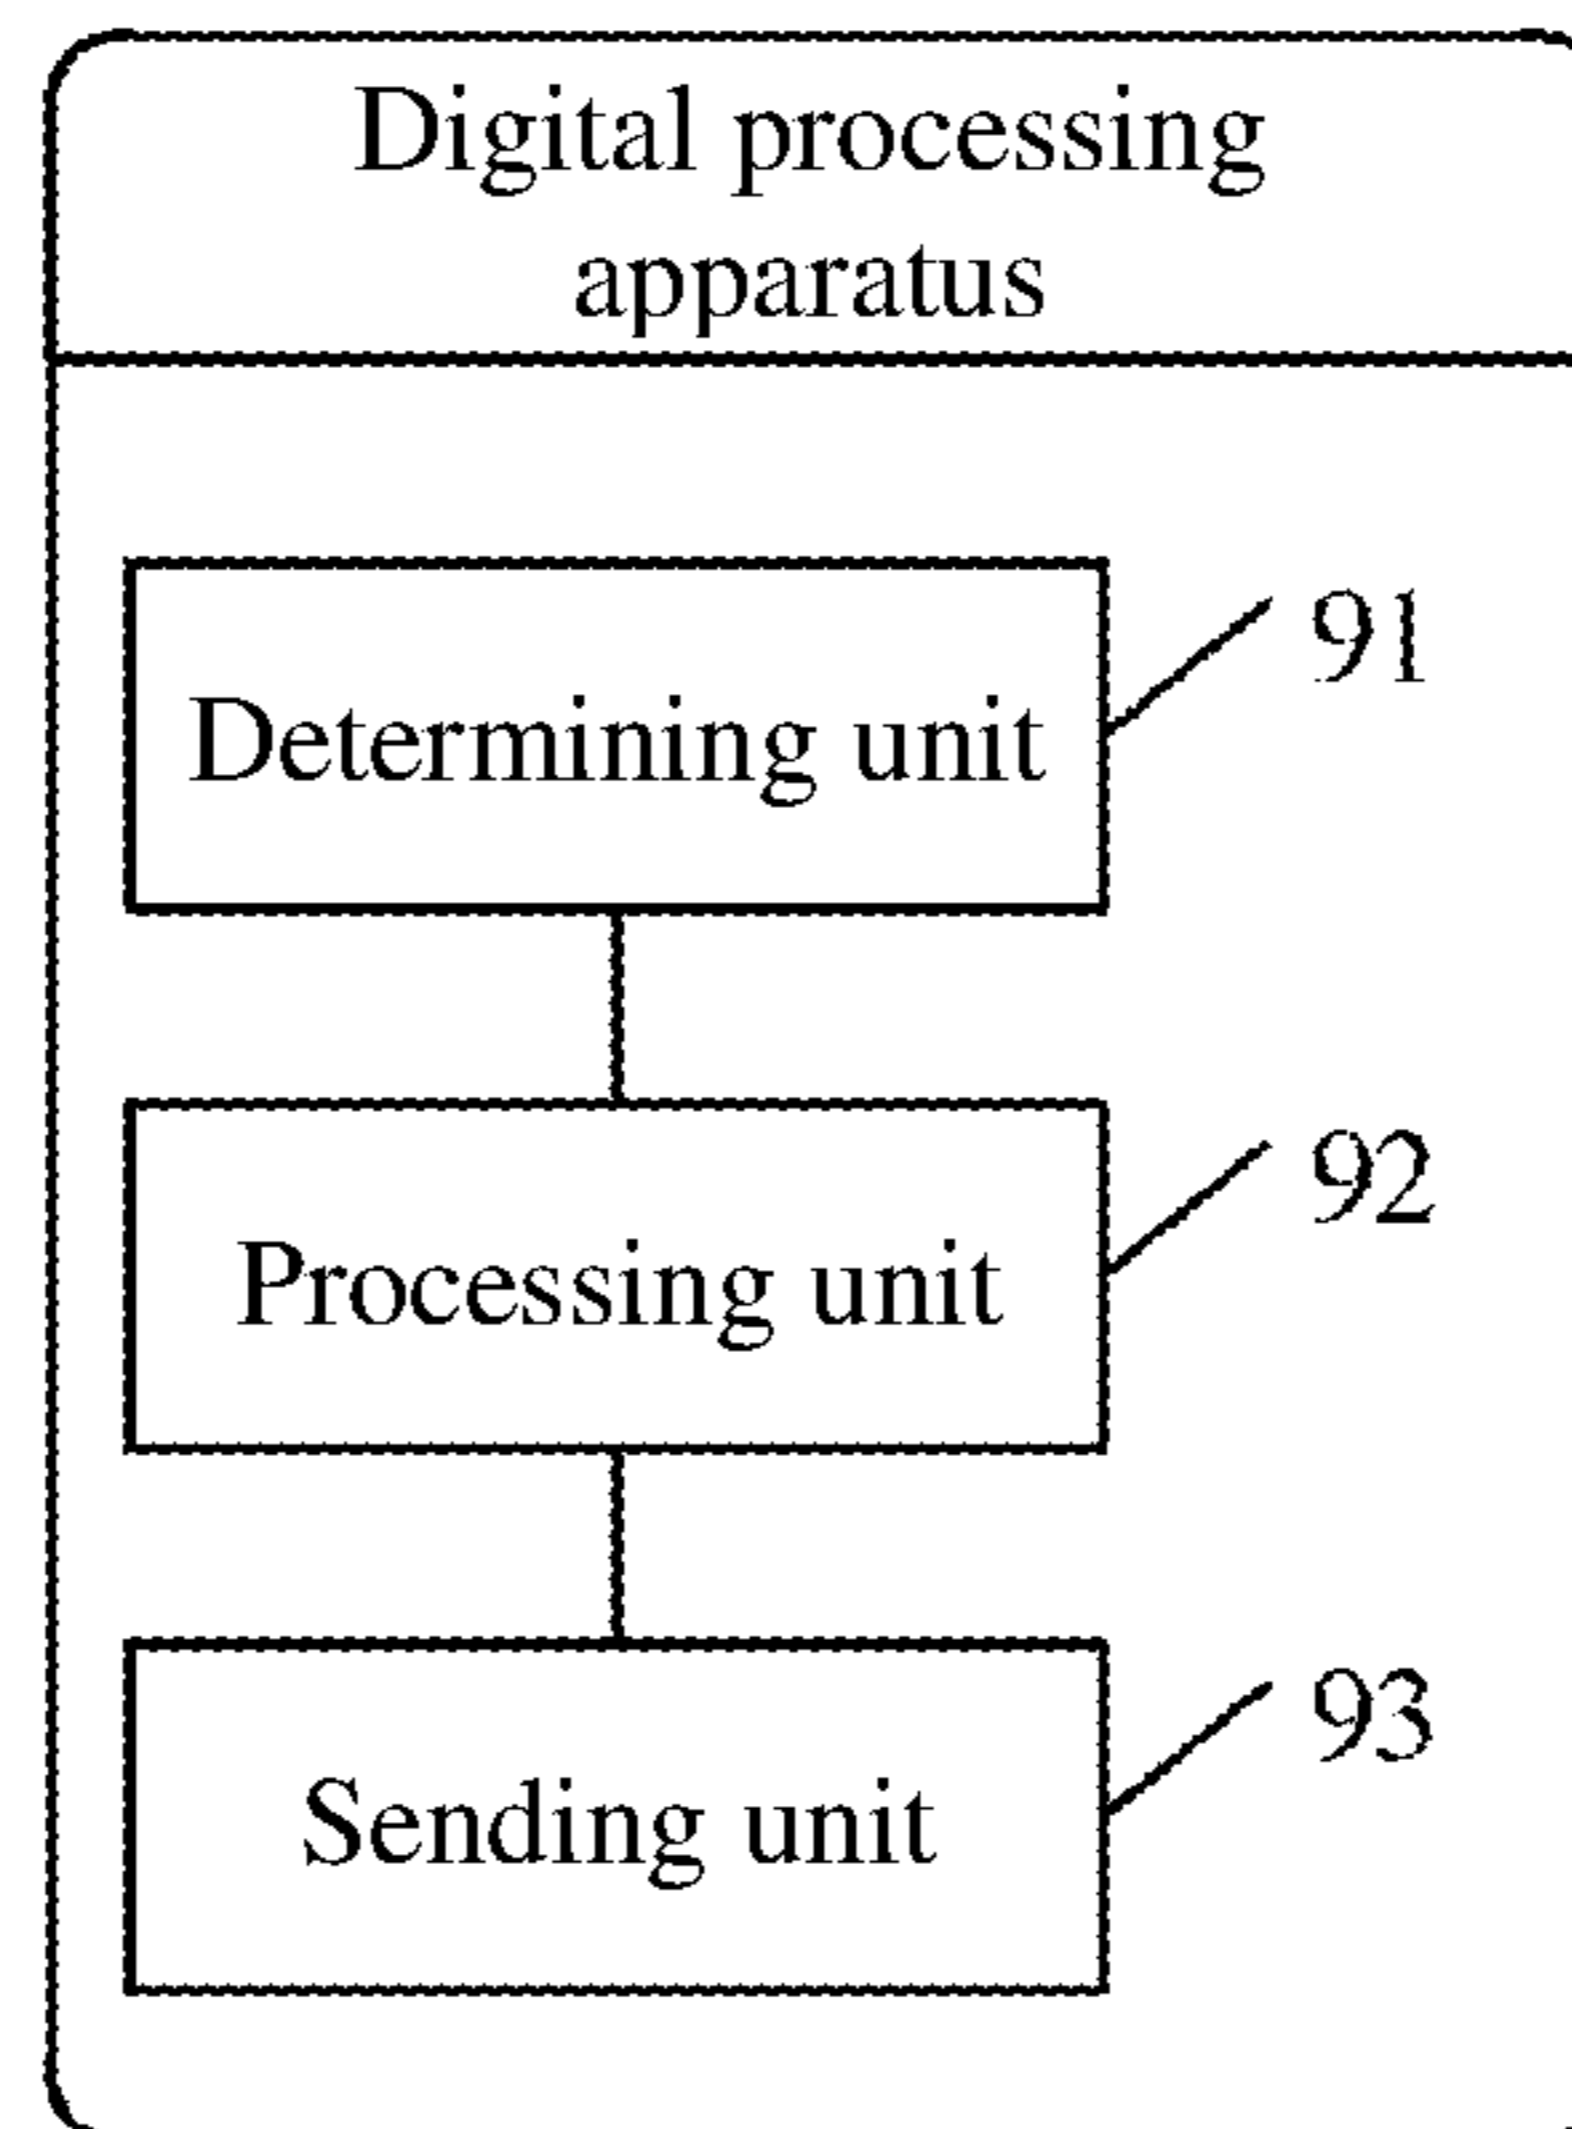 Digital processing
apparatus
91
Determining unit
92
Processing unit
93
Sending unit